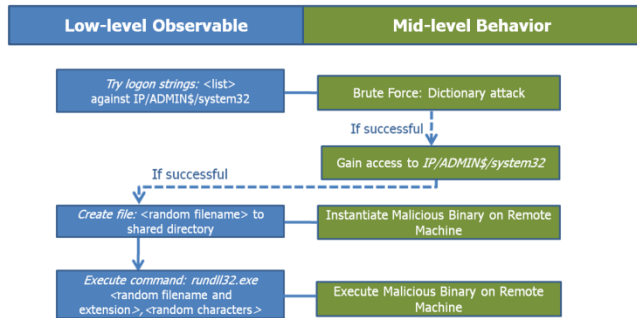 Low-level Observable
Mid-level Behavior
Try logon strings: <list>
against IP/ADMIN$/system32
Brute Force: Dictionary attack
If successful
Gain access to IP/ADMIN$/system32
If successful
Create file: <random filename> to
shared directory
Instantiate Malicious Binary on Remote
Machine
Execute command: rundll32.exe
<random filename and
extension>,<random characters>
Execute Malicious Binary on Remote
Machine